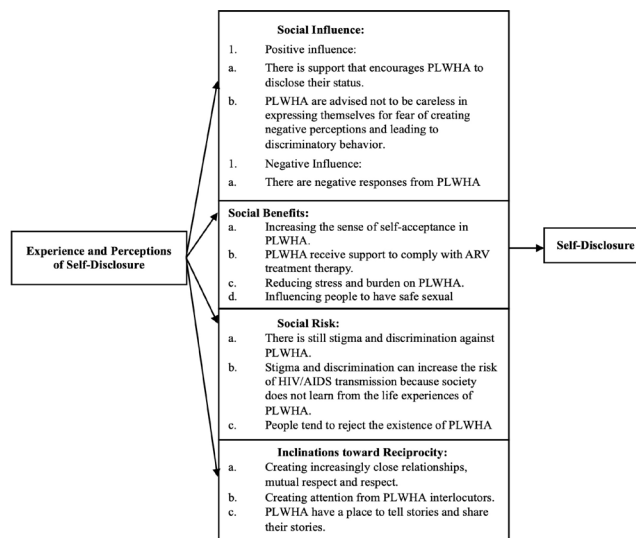 Experience and Perceptions
of Self-Disclosure
Social Influence:
1. Positive influence:
a. There is support that encourages PLWHA to
disclose their status.
b. PLWHA are advised not to be careless in
expressing themselves for fear of creating
negative perceptions and leading to
discriminatory behavior.
1. Negative Influence:
a. There are negative responses from PLWHA
Social Benefits:
a. Increasing the sense of self-acceptance in
PLWHA.
b. PLWHA receive support to comply with ARV
treatment therapy.
c. Reducing stress and burden on PLWHA.
d. Influencing people to have safe sexual
Social Risk:
a. There is still stigma and discrimination against
PLWHA.
b. Stigma and discrimination can increase the risk
of HIV/AIDS transmission because society
does not learn from the life experiences of
PLWHA.
c. People tend to reject the existence of PLWHA
Inclinations toward Reciprocity:
a. Creating increasingly close relationships,
mutual respect and respect.
b. Creating attention from PLWHA interlocutors.
c. PLWHA have a place to tell stories and share
their stories.
Self-Disclosure